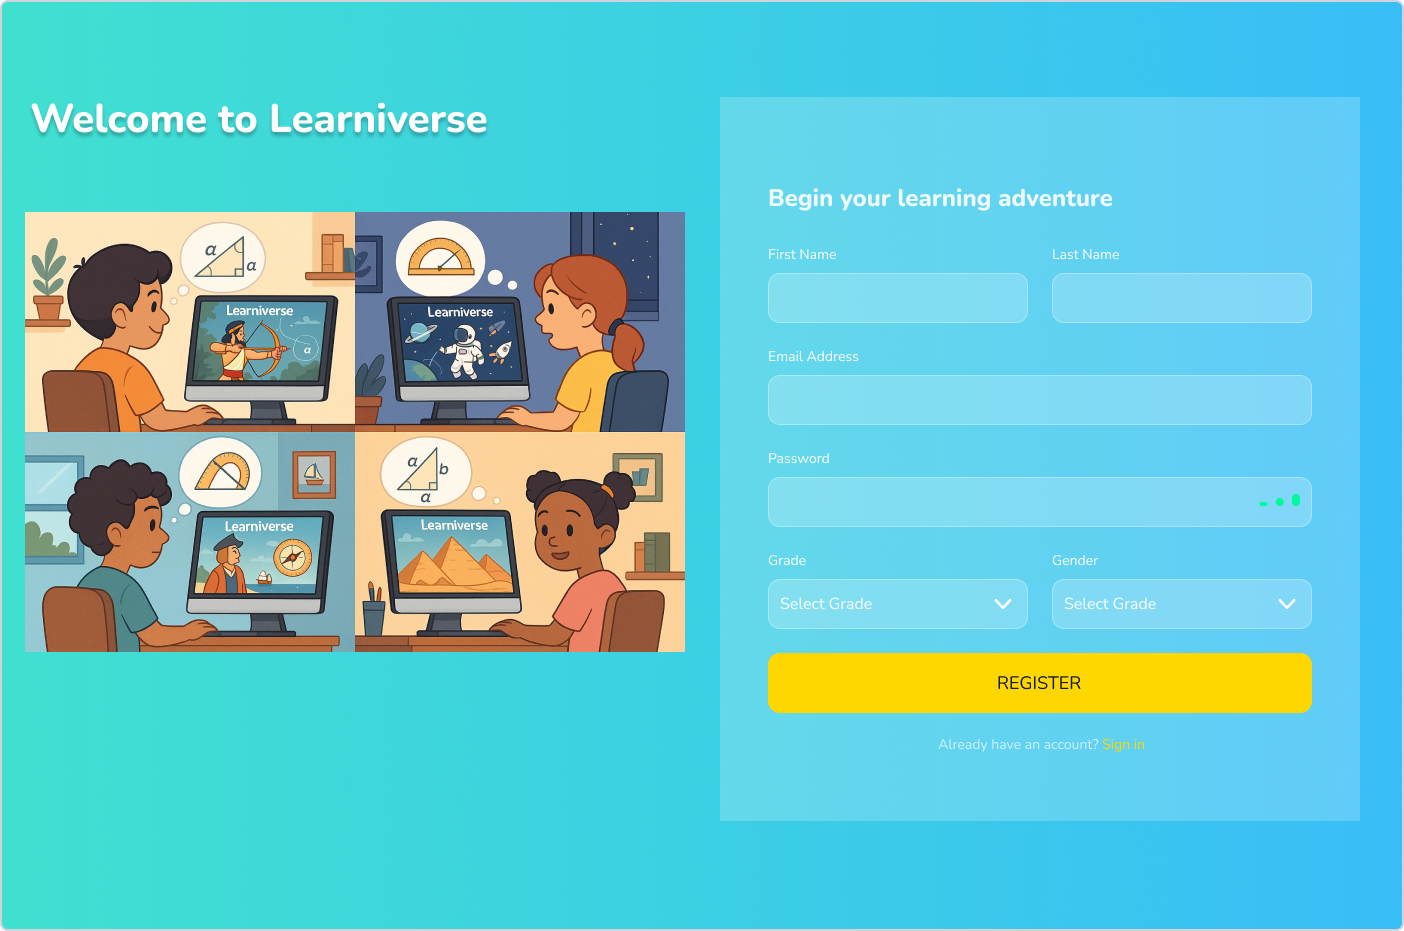 Welcome to Learniverse
a
a
Learniverse
a
Learniverse
a
b
a
Learniverse
Learniverse
Begin your learning adventure
First Name
Last Name
Email Address
Password
Grade
Gender
Select Grade
Select Grade
REGISTER
Already have an account? Sign in